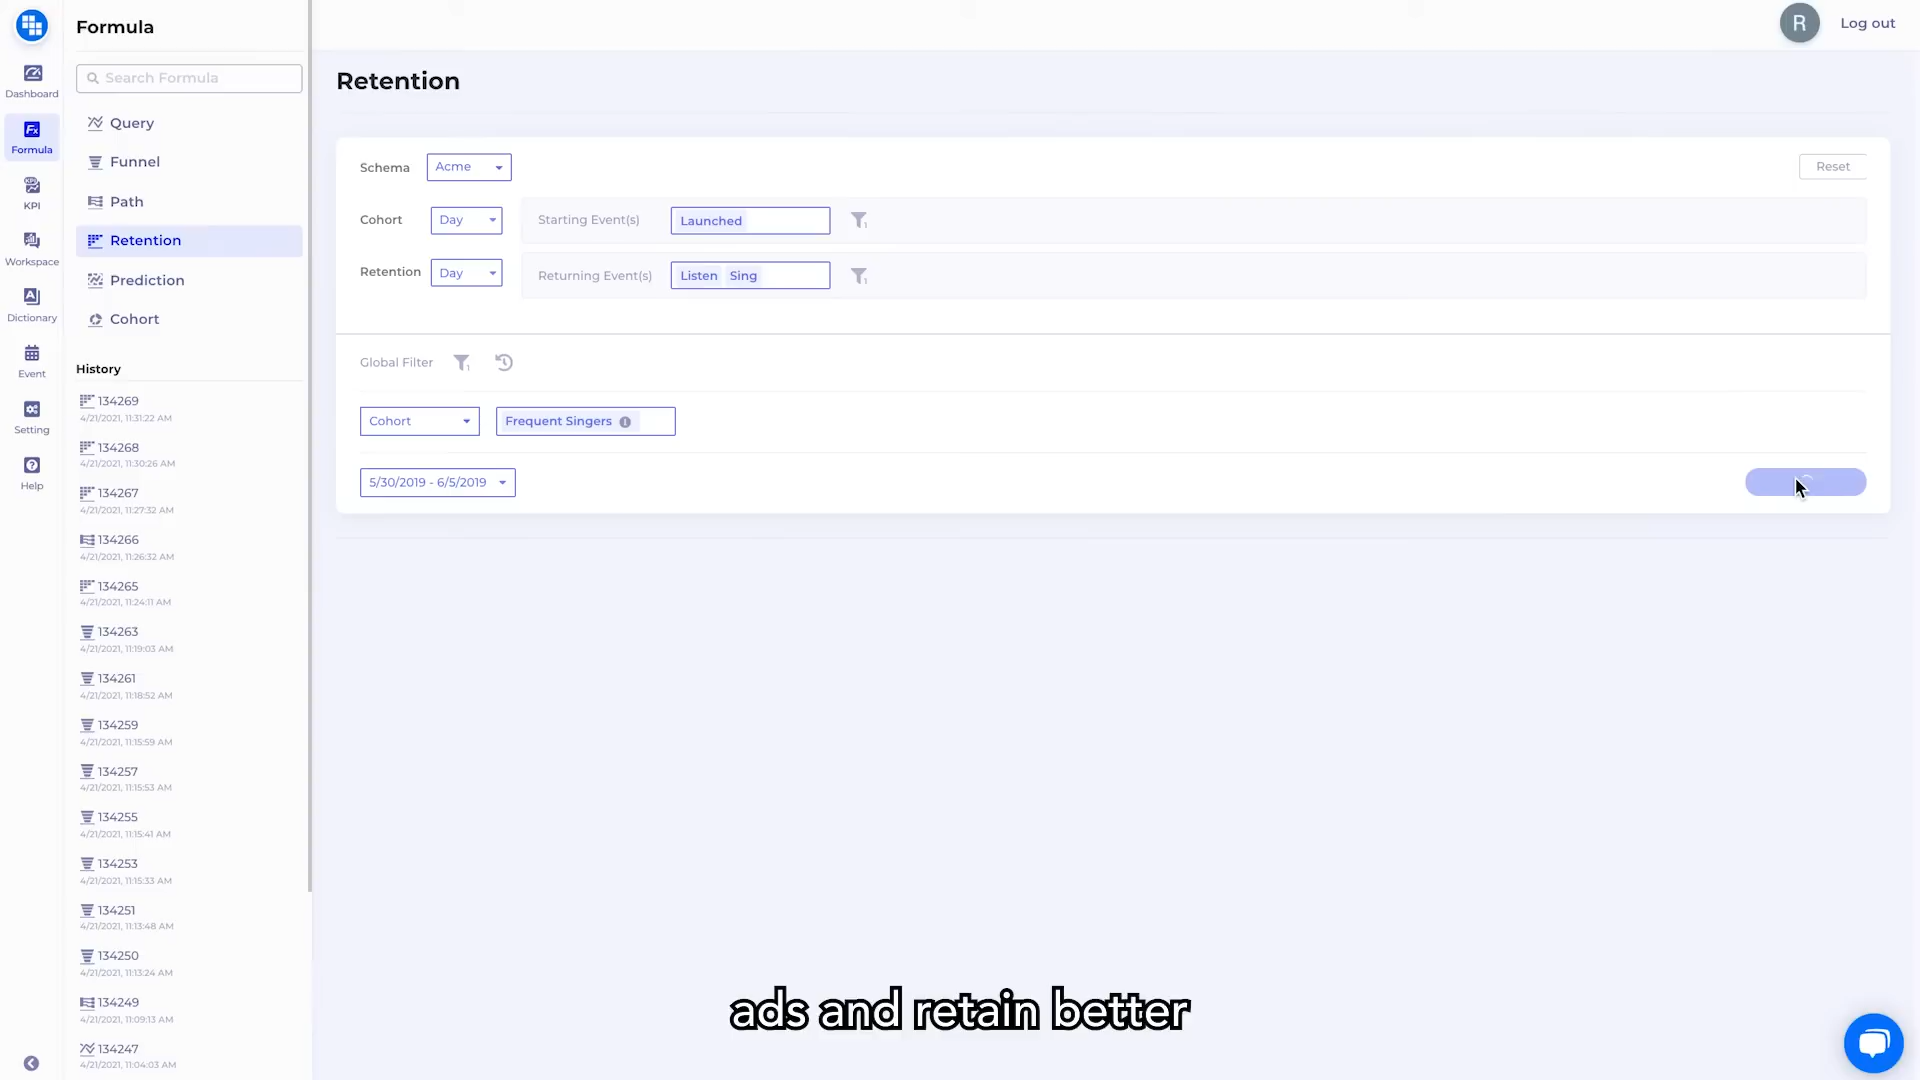 Formula
R
Log out
Search Formula
Dashboard
Formula
KPI
KPI
Workspace
Dictionary
Event
Setting
Help
Query
Funnel
Path
Retention
Prediction
Cohort
History
134269
4/21/2021, 11:31:22 AM
134268
4/21/2021, 11:30:26 AM
134267
4/21/2021, 11:27:32 AM
134266
4/21/2021, 11:26:32 AM
134265
4/21/2021, 11:24:11 AM
134263
4/21/2021, 11:19:03 AM
134261
4/21/2021, 11:18:52 AM
134259
4/21/2021, 11:15:59 AM
134257
4/21/2021, 11:15:53 AM
134255
4/21/2021, 11:15:41 AM
134253
4/21/2021, 11:15:33 AM
134251
4/21/2021, 11:13:48 AM
134250
4/21/2021, 11:13:24 AM
134249
4/21/2021, 11:09:13 AM
134247
4/21/2021, 11:04:03 AM
Retention
Schema Acme
Reset
Cohort Day Starting Event(s) Launched 1
Retention Day Returning Event(s) Listen Sing 1
Global Filter 1
Cohort Frequent Singers
5/30/2019 - 6/5/2019
ads and retain better